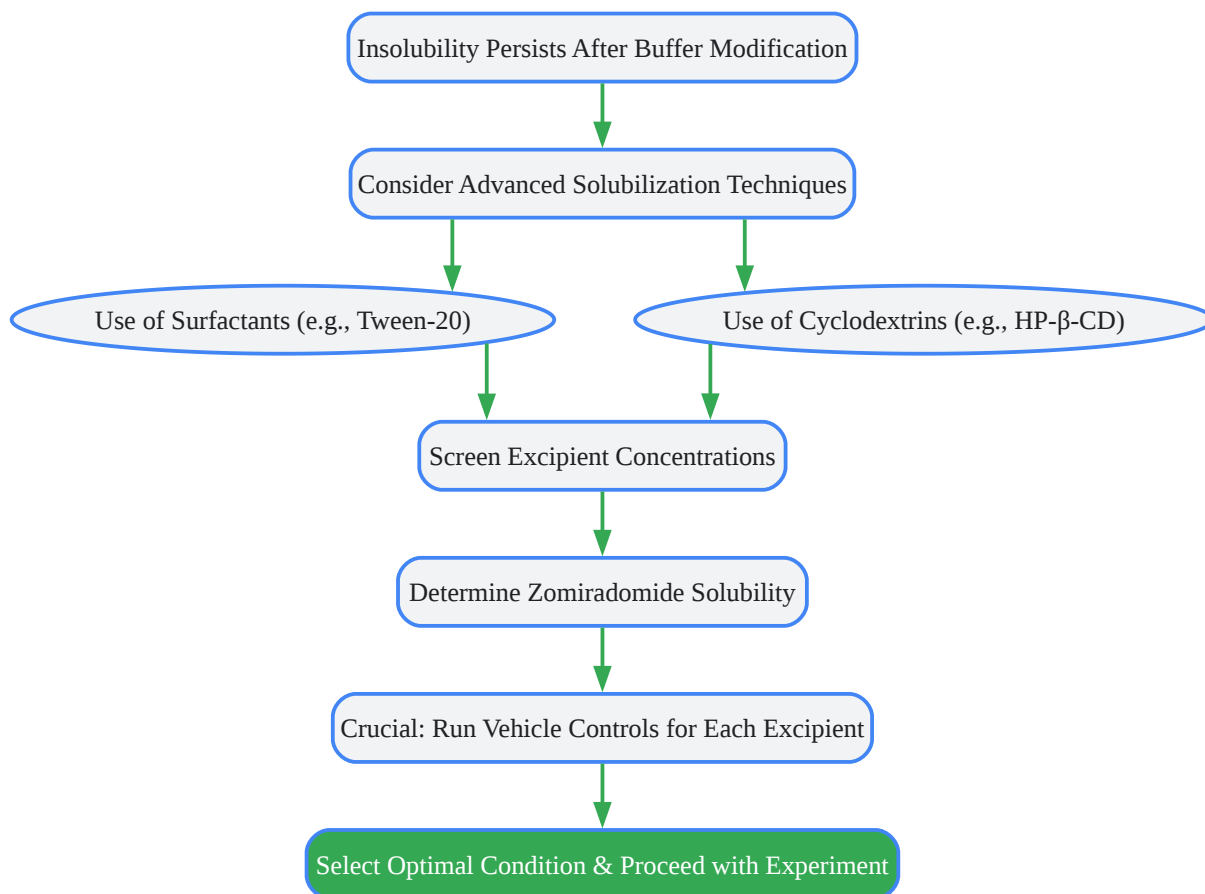 Insolubility Persists After Buffer Modification
Consider Advanced Solubilization Techniques
Use of Surfactants (e.g., Tween-20)
Use of Cyclodextrins (e.g., HP-β-CD)
Screen Excipient Concentrations
Determine Zomiradomide Solubility
Crucial: Run Vehicle Controls for Each Excipient
Select Optimal Condition & Proceed with Experiment